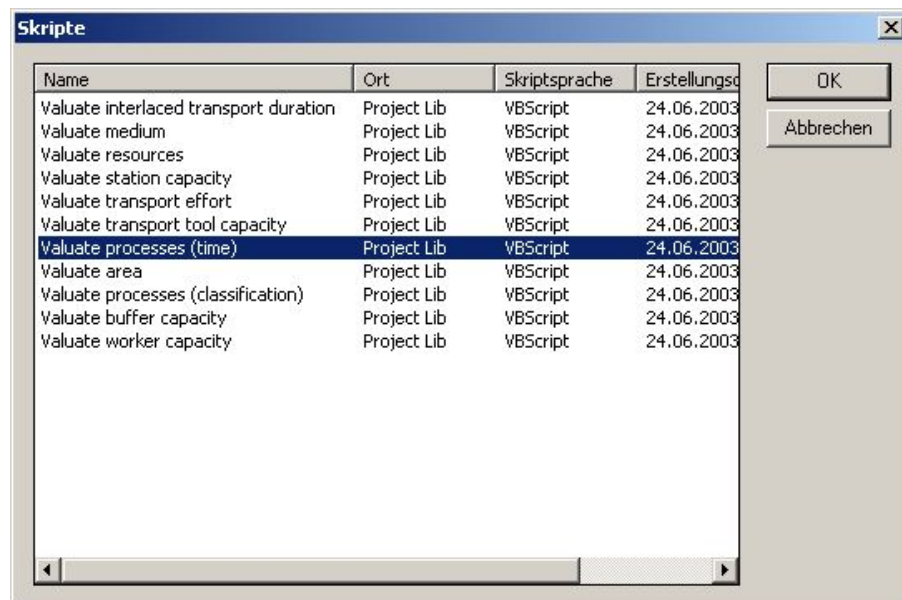 Skripte
Name Ort Skriptsprache Erstellungsd
OK
Valuate interlaced transport duration Project Lib VBScript 24.06.2003
Abbrechen
Valuate medium Project Lib VBScript 24.06.2003
Valuate resources Project Lib VBScript 24.06.2003
Valuate station capacity Project Lib VBScript 24.06.2003
Valuate transport effort Project Lib VBScript 24.06.2003
Valuate transport tool capacity Project Lib VBScript 24.06.2003
Valuate processes (time) Project Lib VBScript 24.06.2003
Valuate area Project Lib VBScript 24.06.2003
Valuate processes (classification) Project Lib VBScript 24.06.2003
Valuate buffer capacity Project Lib VBScript 24.06.2003
Valuate worker capacity Project Lib VBScript 24.06.2003